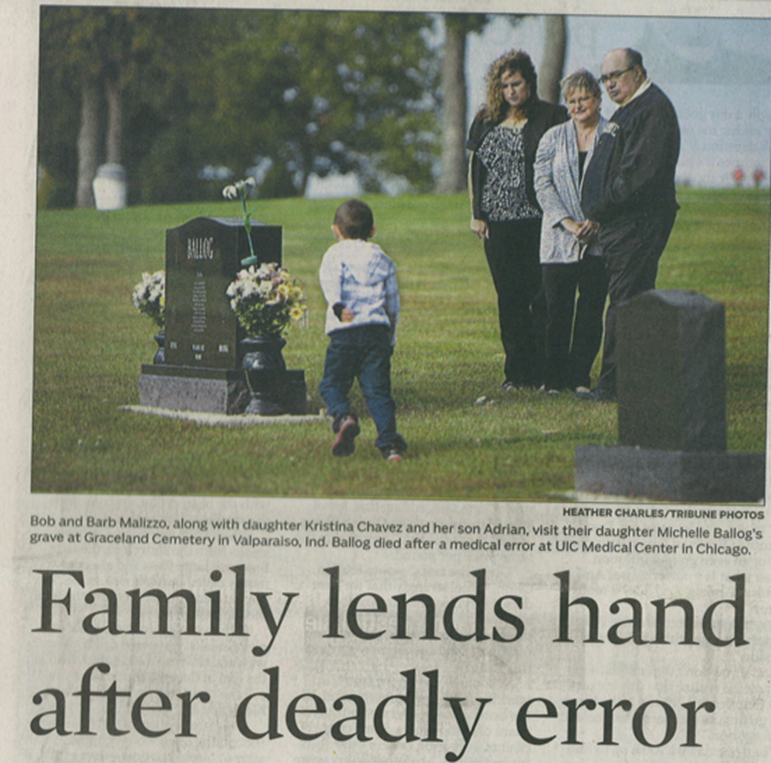 BALLOG
HEATHER CHARLES/TRIBUNE PHOTOS
Bob and Barb Malizzo, along with daughter Kristina Chavez and her son Adrian, visit their daughter Michelle Ballog's
grave at Graceland Cemetery in Valparaiso, Ind. Ballog died after a medical error at UIC Medical Center in Chicago.
Family lends hand
after deadly error